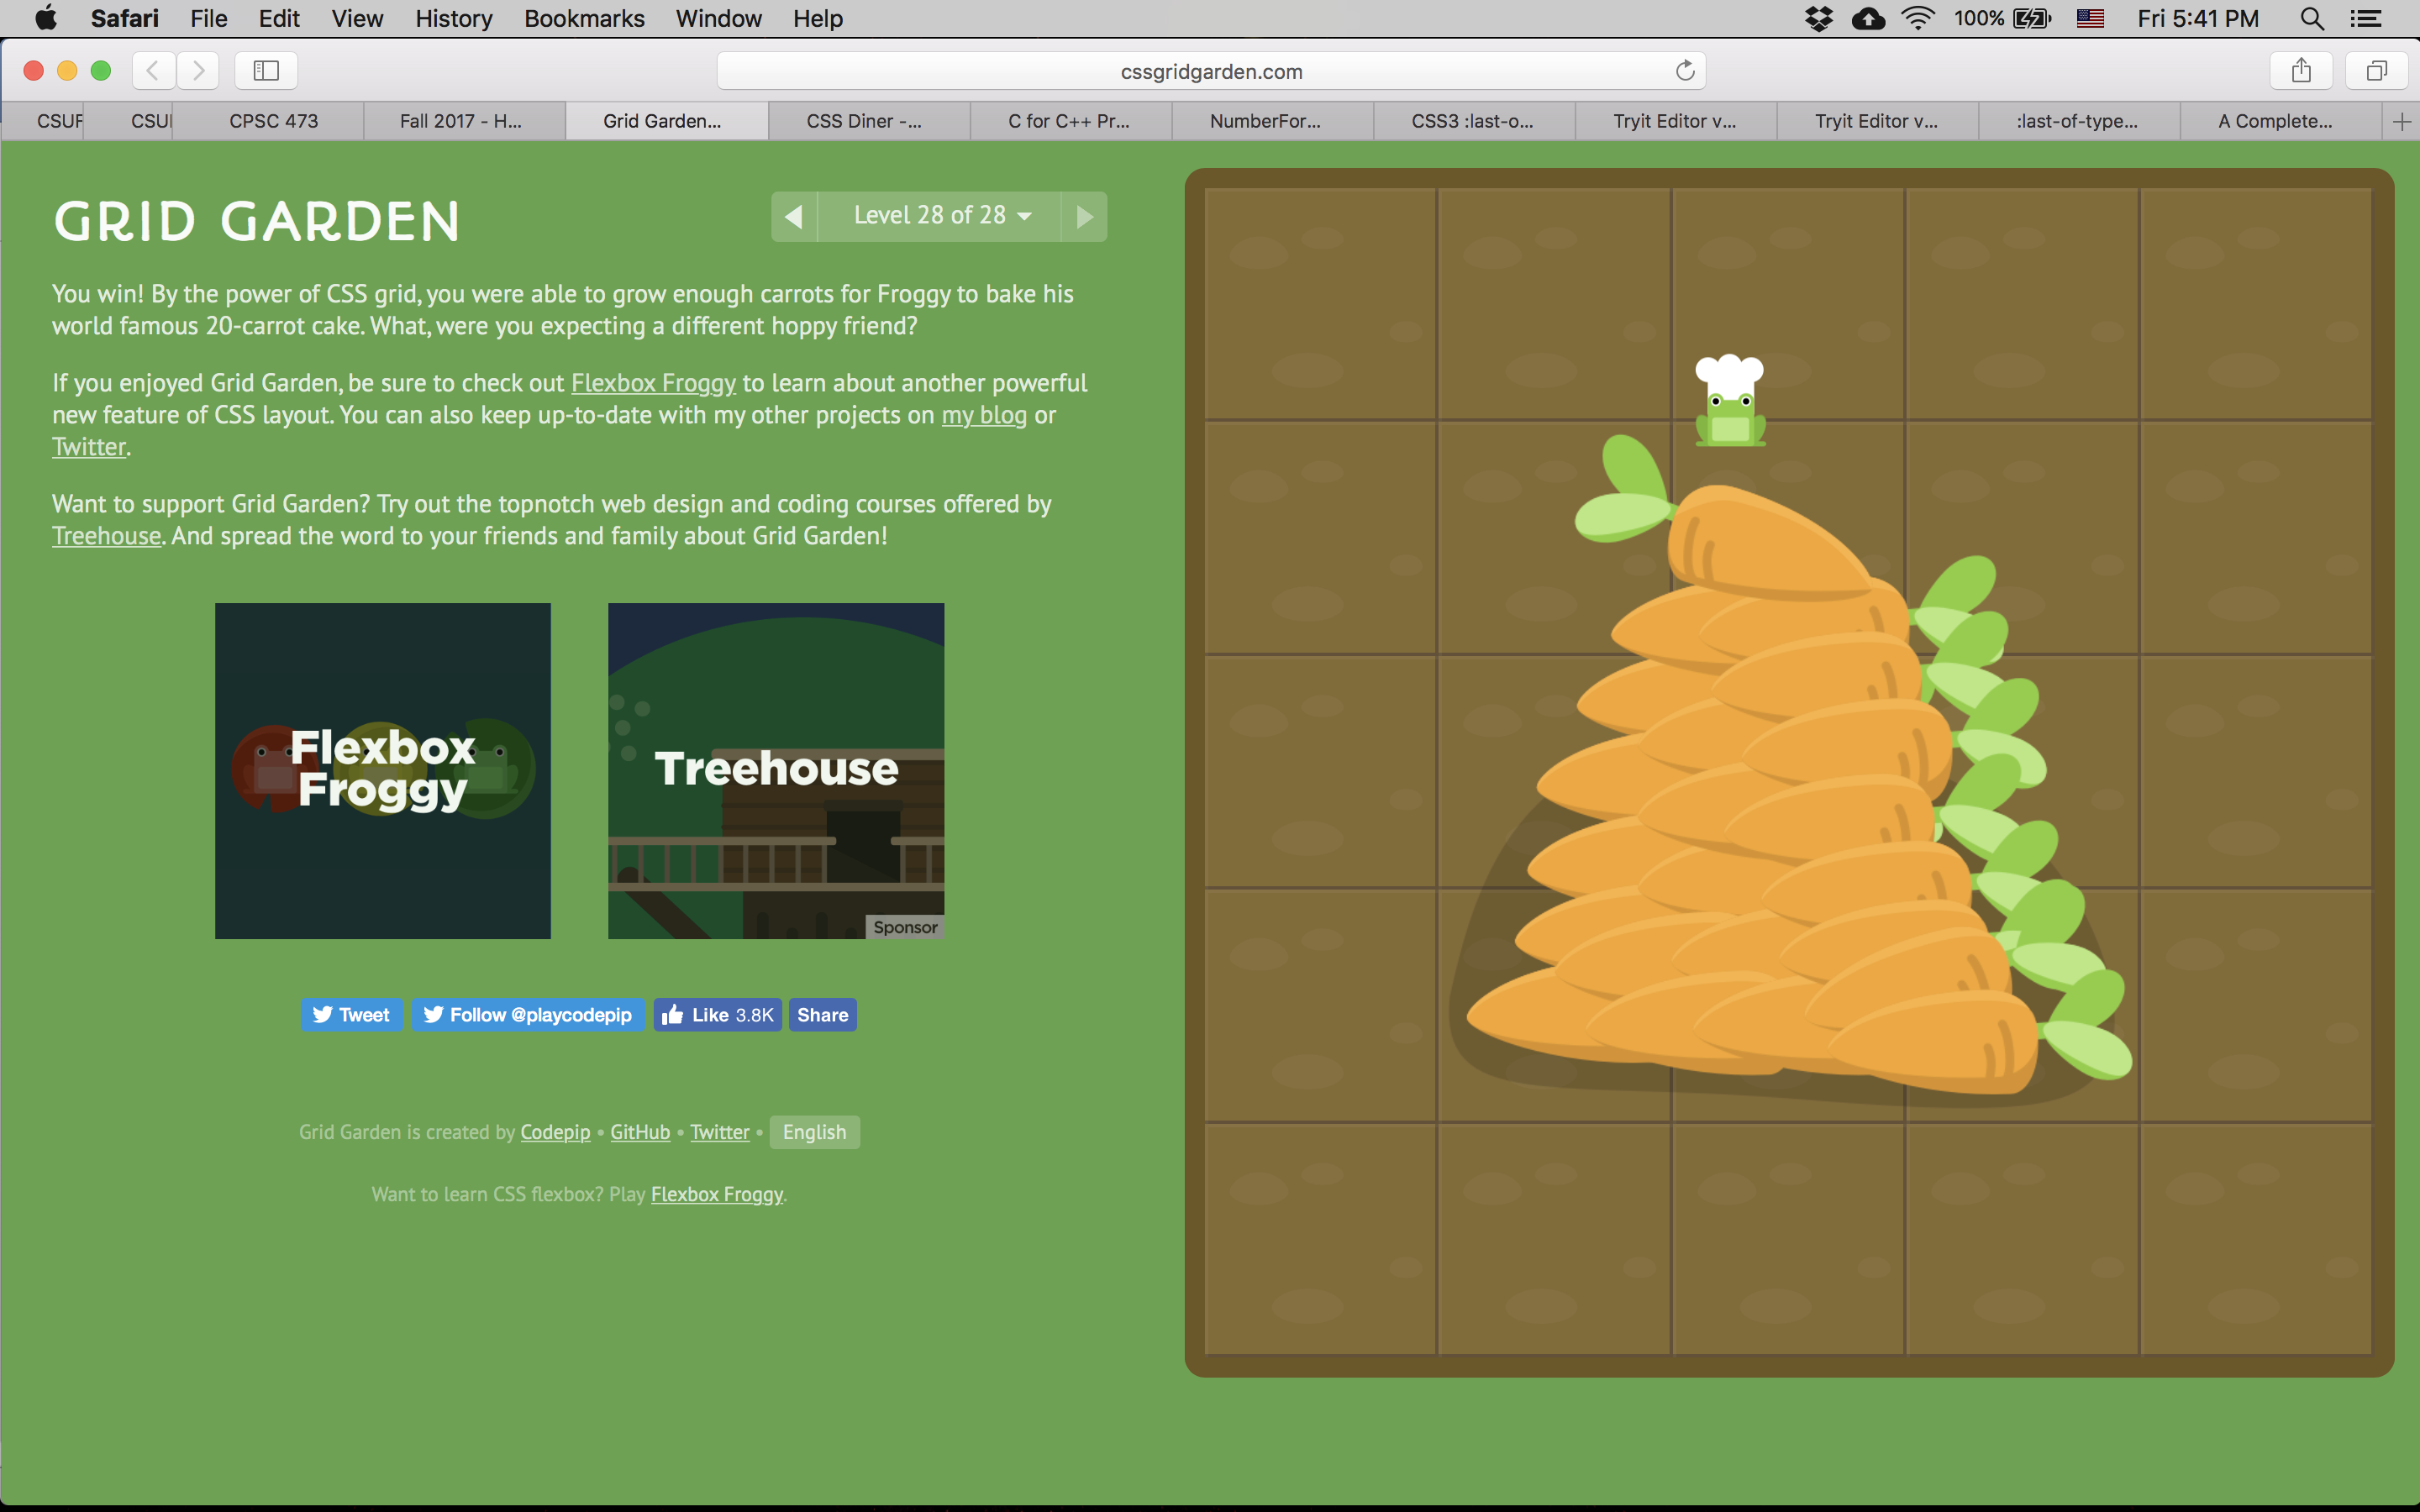 Safari File Edit View History Bookmarks Window Help 100% Fri 5:41 PM
cssgridgarden.com
CSUF CSUI CPSC 473 Fall 2017 - H... Grid Garden... CSS Diner -... C for C++ Pr... NumberFor... CSS3 :last-o... Tryit Editor v... Tryit Editor v... :last-of-type... A Complete...
GRID GARDEN
Level 28 of 28
You win! By the power of CSS grid, you were able to grow enough carrots for Froggy to bake his
world famous 20-carrot cake. What, were you expecting a different hoppy friend?
If you enjoyed Grid Garden, be sure to check out Flexbox Froggy to learn about another powerful
new feature of CSS layout. You can also keep up-to-date with my other projects on my blog or
Twitter.
Want to support Grid Garden? Try out the topnotch web design and coding courses offered by
Treehouse. And spread the word to your friends and family about Grid Garden!
Flexbox
Froggy
Treehouse
Sponsor
Tweet Follow @playcodepip Like 3.8K Share
Grid Garden is created by Codepip • GitHub • Twitter • English
Want to learn CSS flexbox? Play Flexbox Froggy.